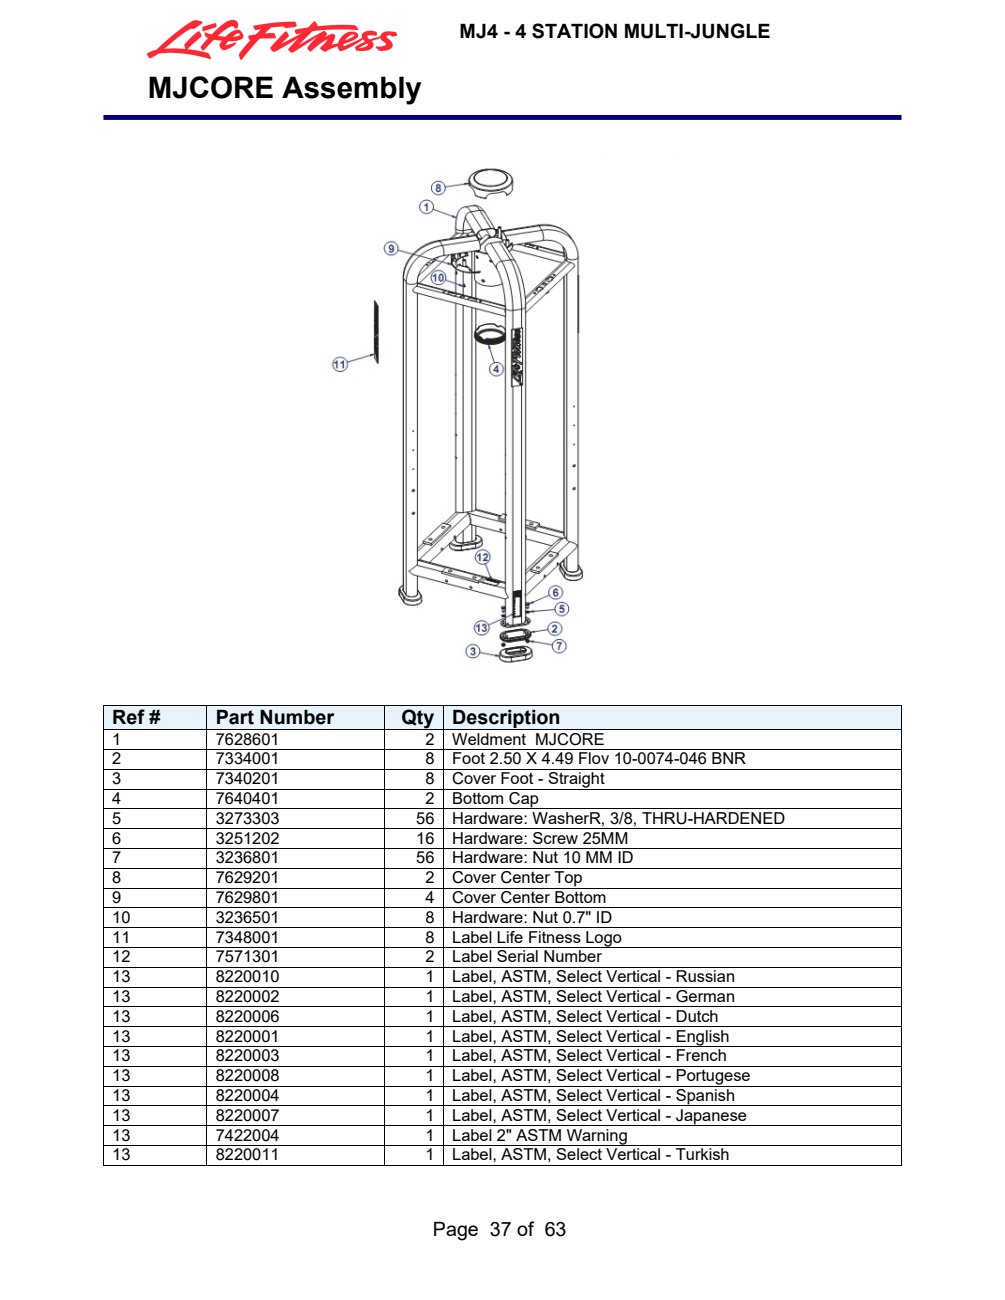 Life Fitness
MJ4 - 4 STATION MULTI-JUNGLE
MJCORE Assembly
8
1
9
10
11
4
Life Fitness
12
6
5
13
2
7
3
Ref # Part Number Qty Description
1 7628601 2 Weldment  MJCORE
2 7334001 8 Foot 2.50 X 4.49 Flov 10-0074-046 BNR
3 7340201 8 Cover Foot - Straight
4 7640401 2 Bottom Cap
5 3273303 56 Hardware: WasherR, 3/8, THRU-HARDENED
6 3251202 16 Hardware: Screw 25MM
7 3236801 56 Hardware: Nut 10 MM ID
8 7629201 2 Cover Center Top
9 7629801 4 Cover Center Bottom
10 3236501 8 Hardware: Nut 0.7" ID
11 7348001 8 Label Life Fitness Logo
12 7571301 2 Label Serial Number
13 8220010 1 Label, ASTM, Select Vertical - Russian
13 8220002 1 Label, ASTM, Select Vertical - German
13 8220006 1 Label, ASTM, Select Vertical - Dutch
13 8220001 1 Label, ASTM, Select Vertical - English
13 8220003 1 Label, ASTM, Select Vertical - French
13 8220008 1 Label, ASTM, Select Vertical - Portugese
13 8220004 1 Label, ASTM, Select Vertical - Spanish
13 8220007 1 Label, ASTM, Select Vertical - Japanese
13 7422004 1 Label 2" ASTM Warning
13 8220011 1 Label, ASTM, Select Vertical - Turkish
Page  37 of  63